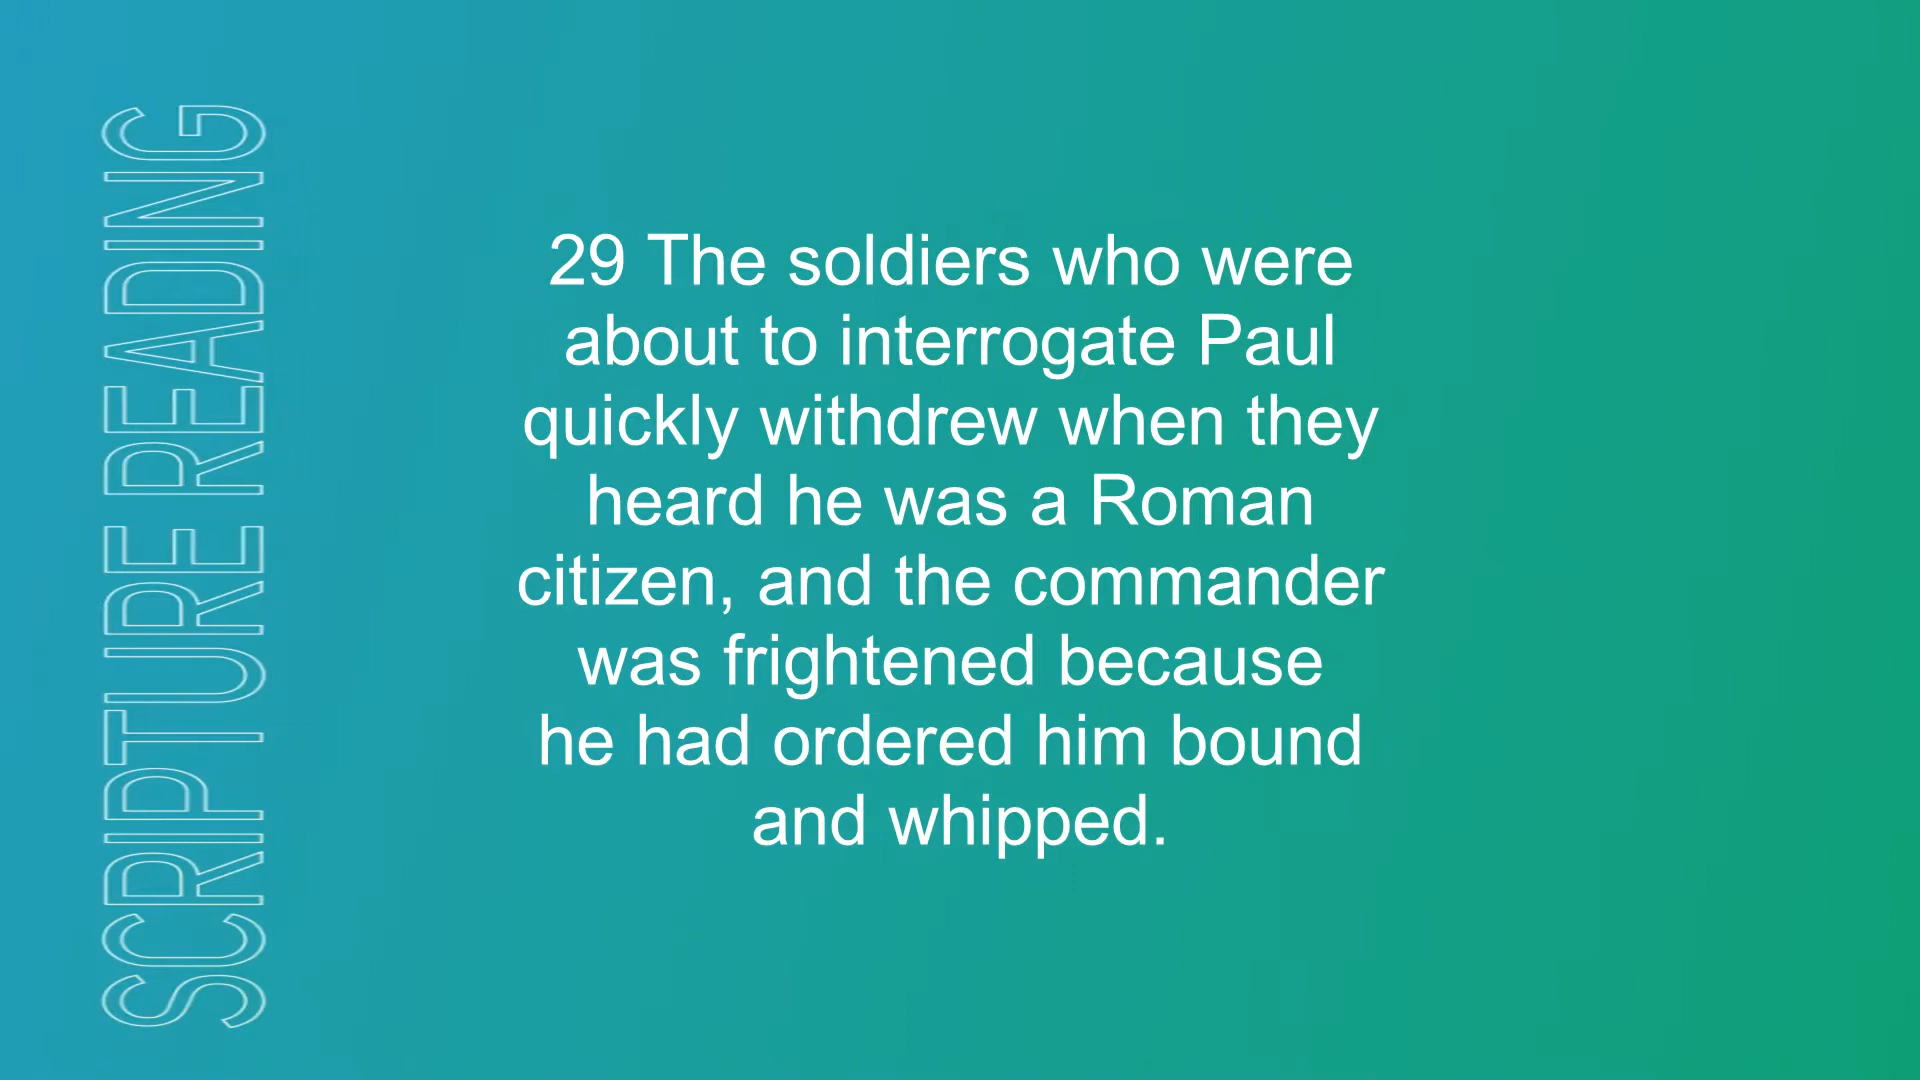 SCRIPTURE READING
29 The soldiers who were
about to interrogate Paul
quickly withdrew when they
heard he was a Roman
citizen, and the commander
was frightened because
he had ordered him bound
and whipped.